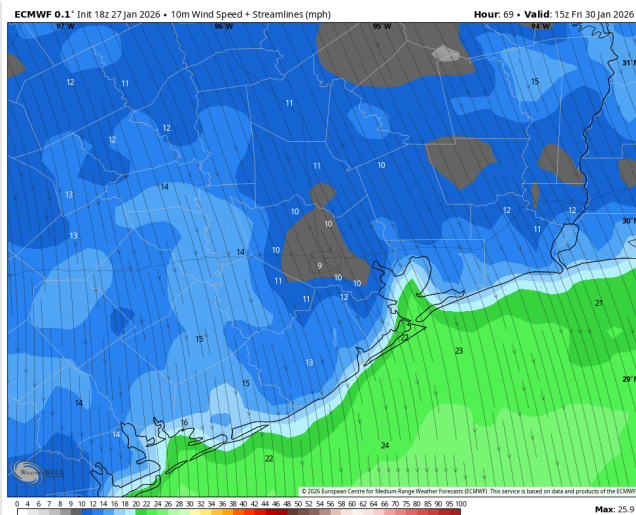 ECMWF 0.1° Init 18z 27 Jan 2026 • 10m Wind Speed + Streamlines (mph) Hour: 69 • Valid: 15z Fri 30 Jan 2026
97°W 96°W 95°W 94°W
31°N
15
12 11
11
12 12
11 10
14
13
10 12 12
30°N
10 11
13
14 10
9
10
11 10
11 12
21
22
15 23
13
29°N
15
14
16
14
24
22
WeatherBELL
© 2026 European Centre for Medium-Range Weather Forecasts (ECMWF). This service is based on data and products of the ECMWF
0 4 6 7 8 9 10 12 14 16 18 20 22 24 26 28 30 32 34 36 38 40 42 44 46 48 50 52 54 56 58 60 62 64 66 68 70 75 80 85 90 95 100
Max: 25.9